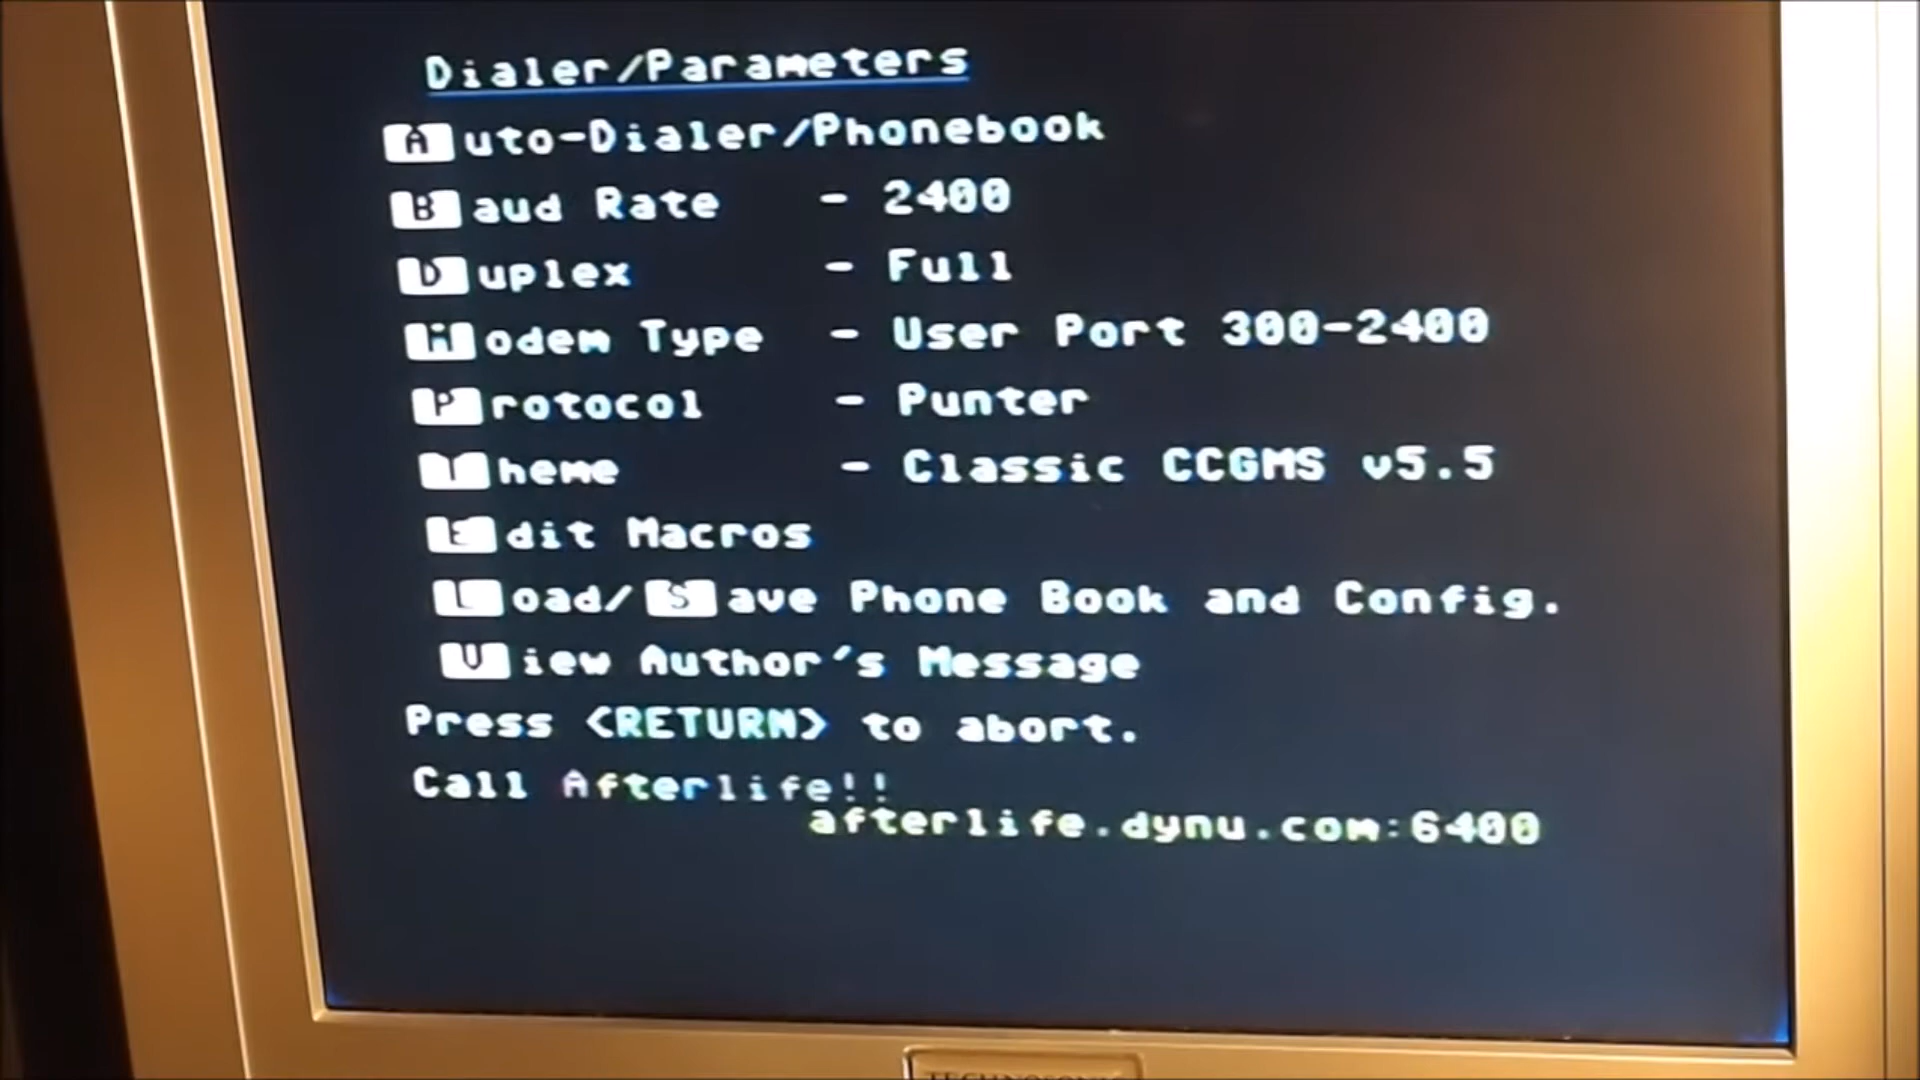 Dialer/Parameters
Auto-Dialer/Phonebook
Baud Rate - 2400
Duplex - Full
Modem Type - User Port 300-2400
Protocol - Punter
Theme - Classic CCGMS v5.5
Edit Macros
Load/Save Phone Book and Config.
View Author's Message
Press <RETURN> to abort.
Call Afterlife!!
afterlife.dynu.com:6400